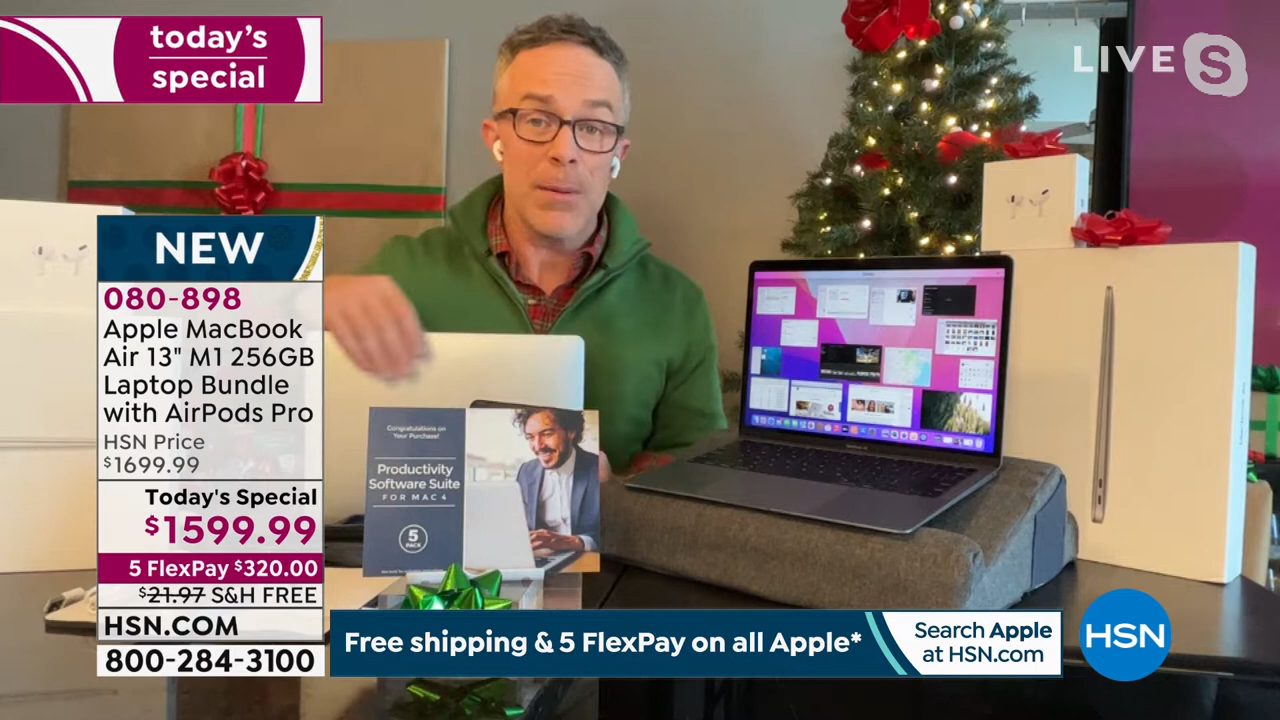 today's
special
LIVE S
NEW
080-898
Apple MacBook
Air 13" M1 256GB
Laptop Bundle
with AirPods Pro
HSN Price
$1699.99
Today's Special
$1599.99
5 FlexPay $320.00
$21.97 S&H FREE
HSN.COM
800-284-3100
Congratulations on
Your Purchase!
Productivity
Software Suite
FOR MAC 4
5
PACK
Free shipping & 5 FlexPay on all Apple*
Search Apple
at HSN.com
HSN